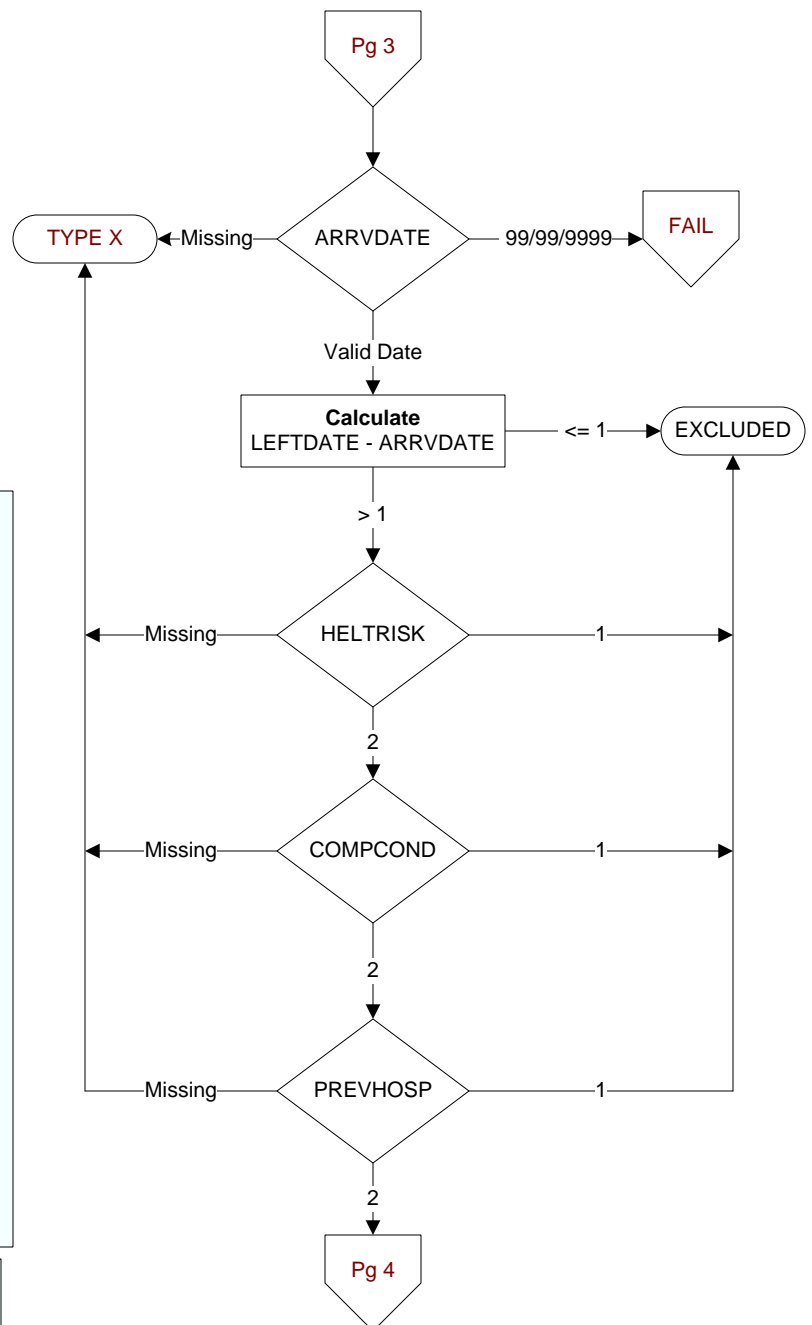 Pg 3
TYPE X
Missing
ARRVDATE
99/99/9999
FAIL
Valid Date
Calculate
LEFTDATE - ARRVDATE
<= 1
EXCLUDED
> 1
Missing
HELTRISK
1
2
Missing
COMPCOND
1
2
Missing
PREVHOSP
1
2
Pg 4